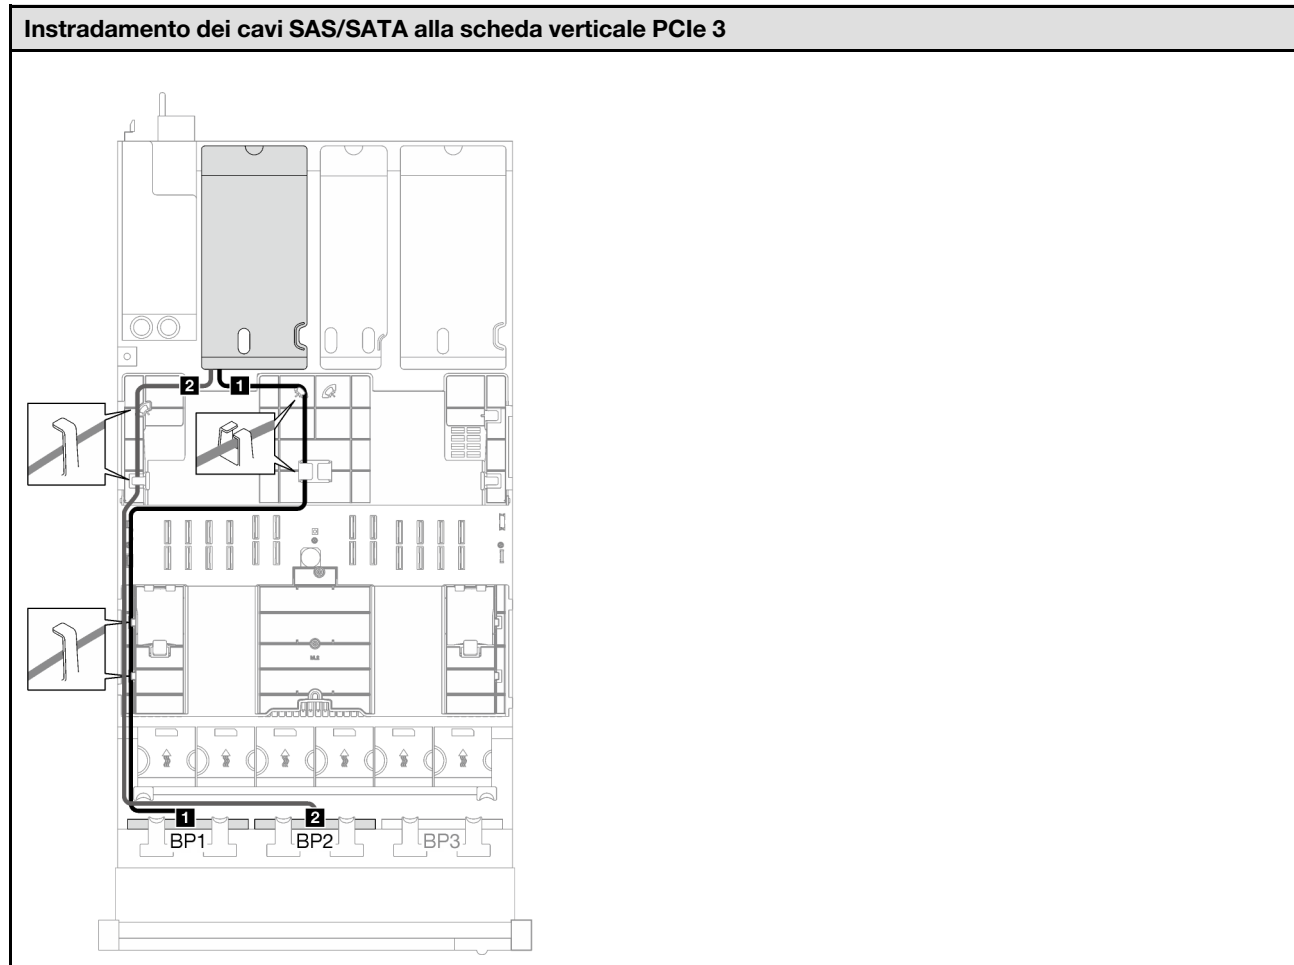 Instradamento dei cavi SAS/SATA alla scheda verticale PCIe 3
2 1
1 2
BP1 BP2 BP3